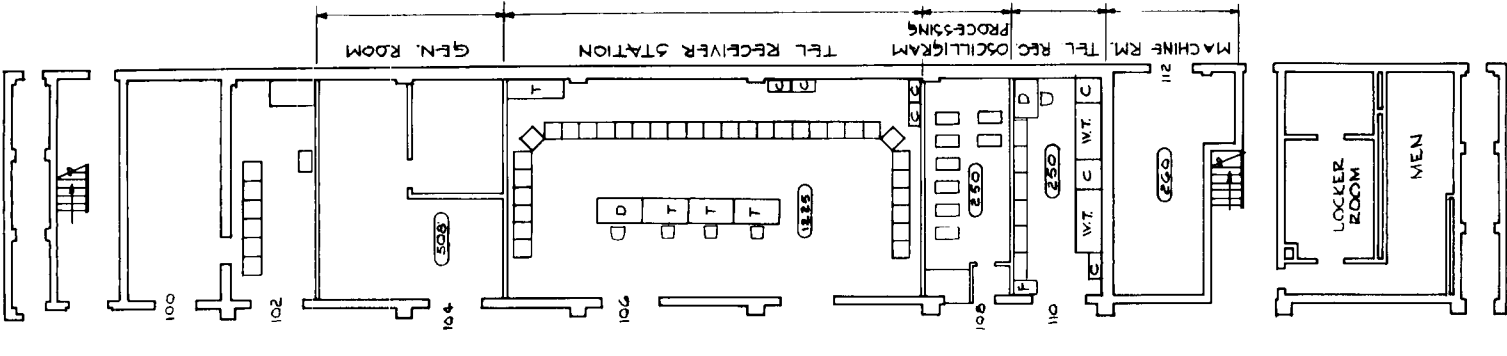 GEN. ROOM
TEL RECEIVER STATION
OSCILLIGRAM
PROCESSING
TEL REC.
MACHINE RM.
112
T
C C
C
C
D
C
W.T.
C
W.T.
C
F
D T T T
508
1225
250
250
260
LOCKER
ROOM
MEN
100
102
104
106
108
110